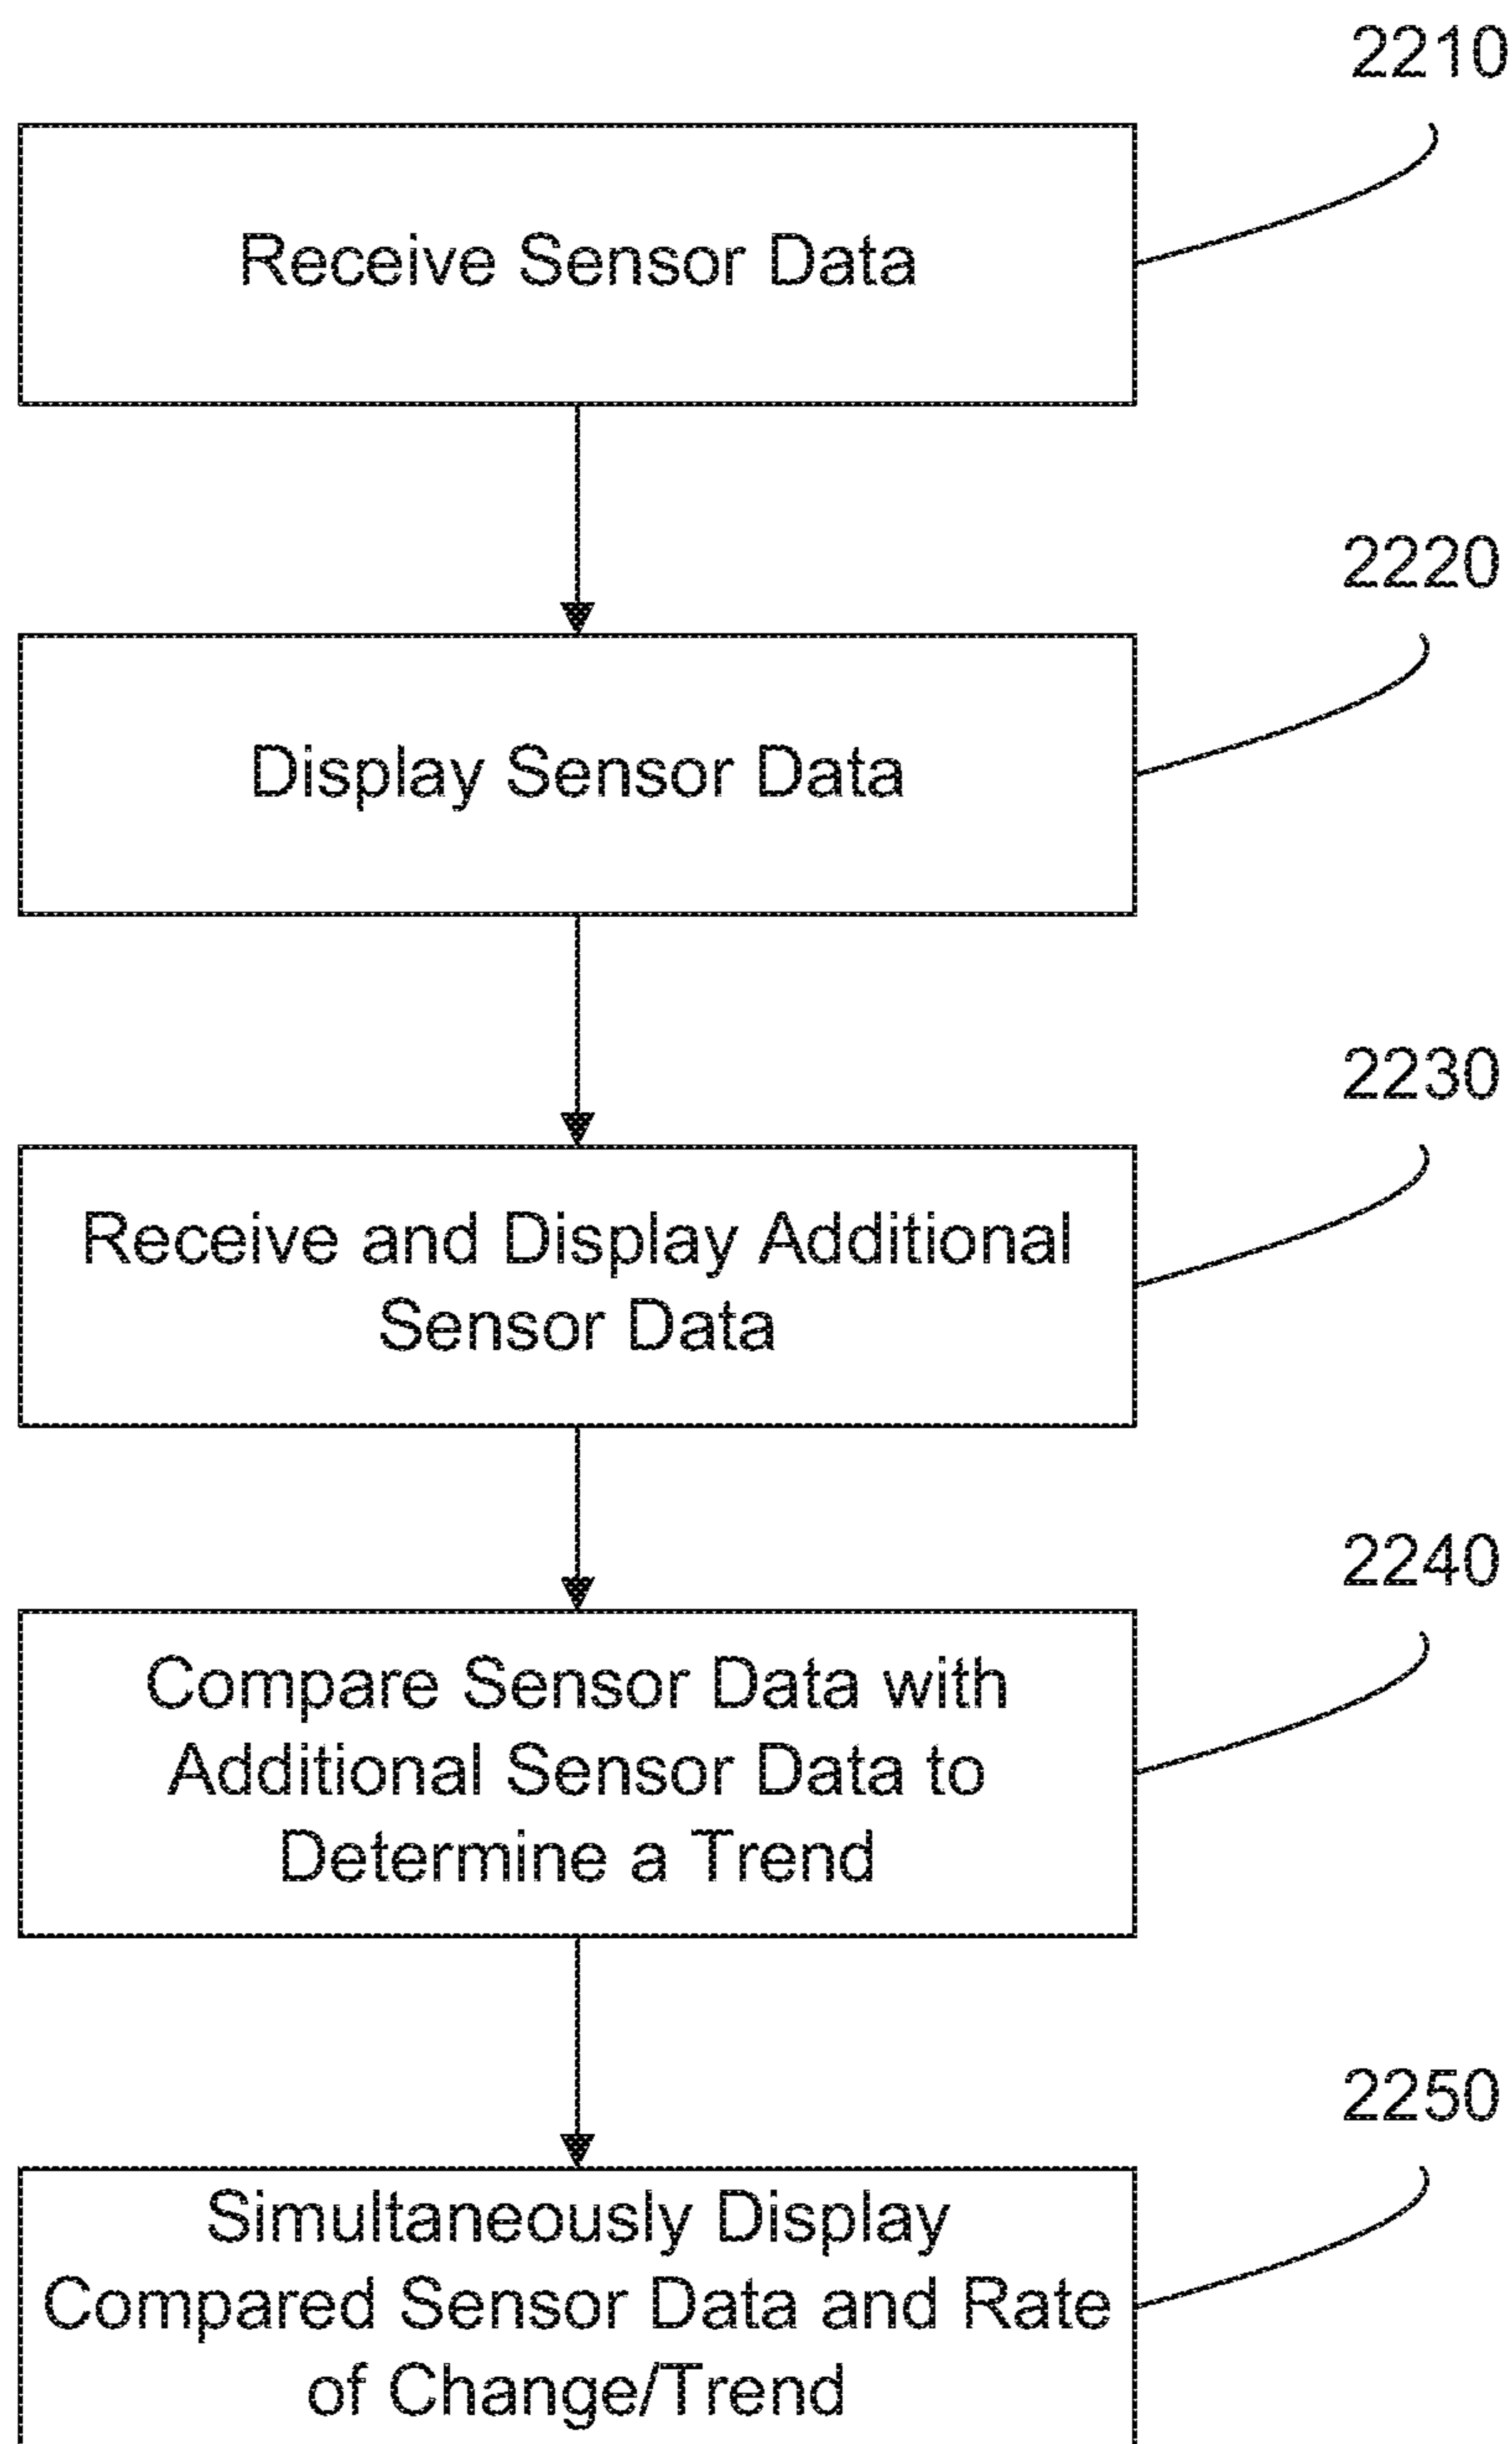 2210
Receive Sensor Data
2220
Display Sensor Data
2230
Receive and Display Additional
Sensor Data
2240
Compare Sensor Data with
Additional Sensor Data to
Determine a Trend
2250
Simultaneously Display
Compared Sensor Data and Rate
of Change/Trend